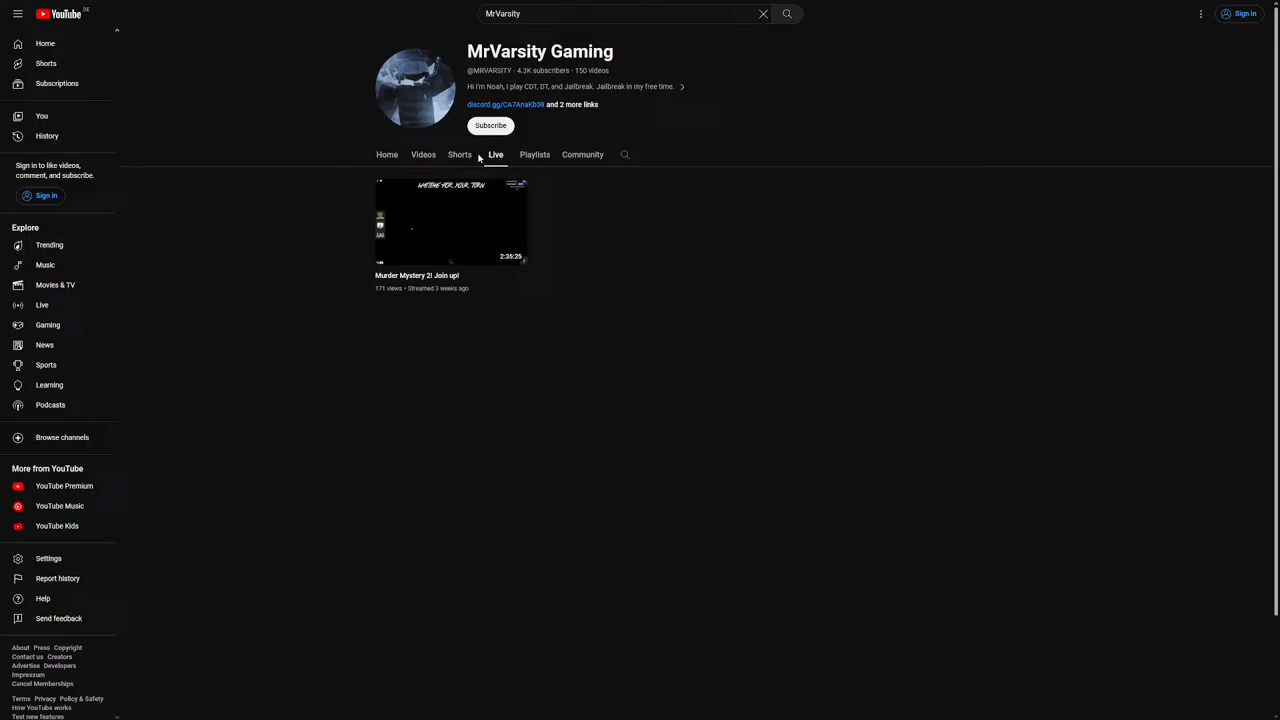 YouTube DE
MrVarsity
Sign in
Home
Shorts
Subscriptions
You
History
Sign in to like videos,
comment, and subscribe.
Sign in
Explore
Trending
Music
Movies & TV
Live
Gaming
News
Sports
Learning
Podcasts
Browse channels
More from YouTube
YouTube Premium
YouTube Music
YouTube Kids
Settings
Report history
Help
Send feedback
About Press Copyright
Contact us Creators
Advertise Developers
Impressum
Cancel Memberships
Terms Privacy Policy & Safety
How YouTube works
Test new features
MrVarsity Gaming
@MRVARSITY · 4.3K subscribers · 150 videos
Hi I'm Noah, I play CDT, DT, and Jailbreak. Jailbreak in my free time.
discord.gg/CA7AnaKb59 and 2 more links
Subscribe
Home Videos Shorts Live Playlists Community
WAITING FOR YOUR TURN
2:35:25
Murder Mystery 2! Join up!
171 views • Streamed 3 weeks ago